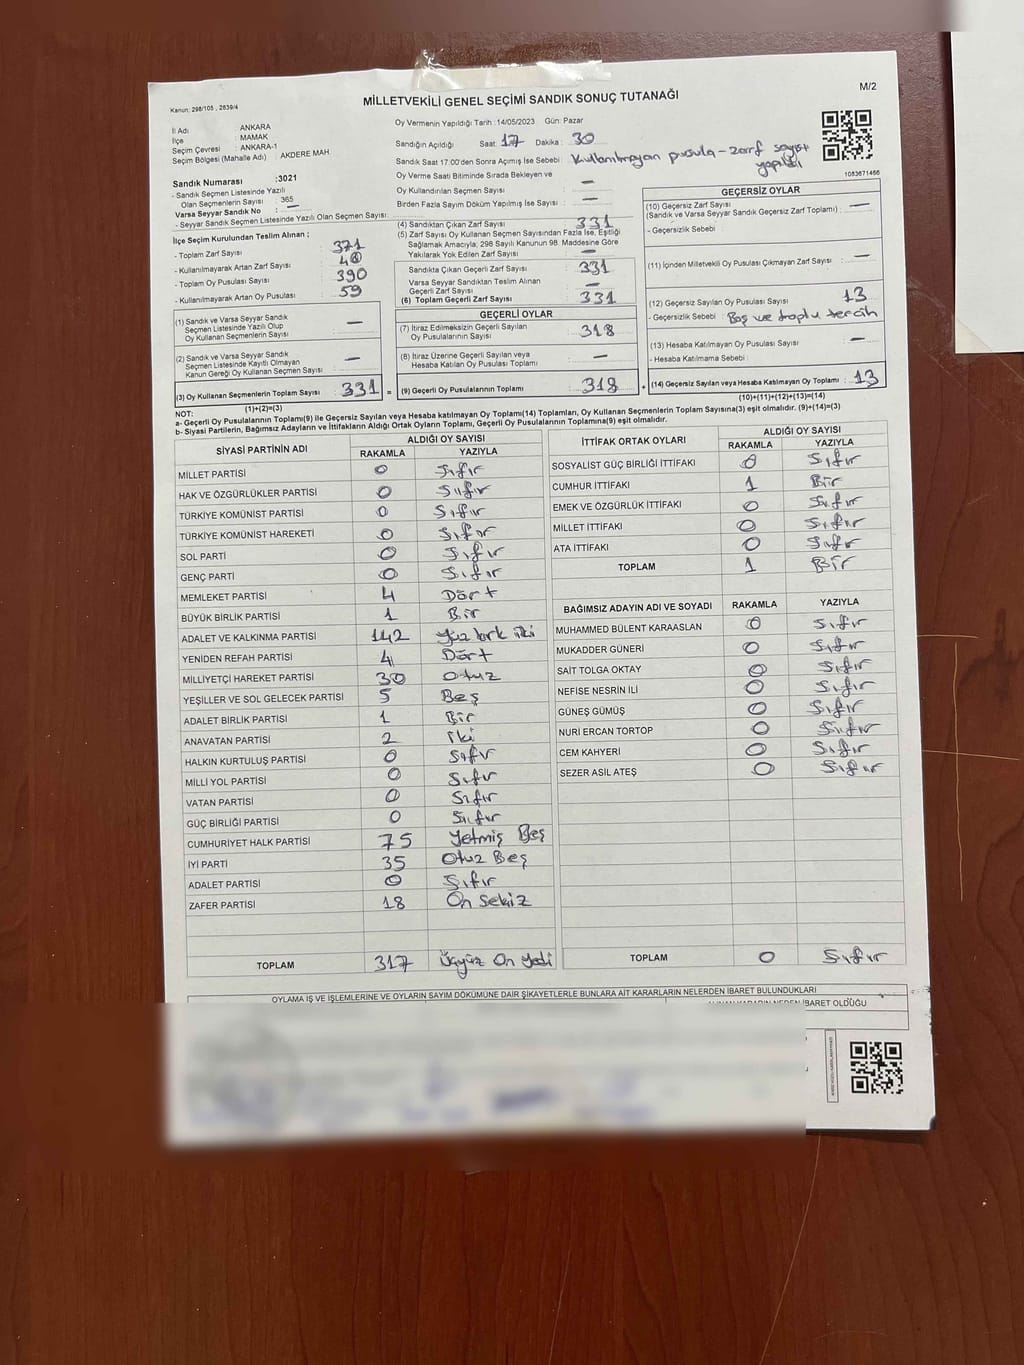 MİLLETVEKİLİ GENEL SEÇİMİ SANDIK SONUÇ TUTANAĞI
M/2
Kanun: 298/105 , 2839/4
İl Adı : ANKARA
İlçe : MAMAK
Seçim Çevresi : ANKARA-1
Seçim Bölgesi (Mahalle Adı) : AKDERE MAH.
Sandık Numarası :3021
- Sandık Seçmen Listesinde Yazılı
Olan Seçmenlerin Sayısı : 365
Varsa Seyyar Sandık No : —
- Seyyar Sandık Seçmen Listesinde Yazılı Olan Seçmen Sayısı:
Oy Vermenin Yapıldığı Tarih :14/05/2023 Gün: Pazar
Sandığın Açıldığı Saat: 17 Dakika : 30
Sandık Saat 17:00'den Sonra Açımış İse Sebebi: Kullanılmayan pusula-zarf sayısı
yapıldı
Oy Verme Saati Bitiminde Sırada Bekleyen ve
Oy Kullandırılan Seçmen Sayısı : —
Birden Fazla Sayım Döküm Yapılmış İse Sayısı : —
1083671466
İlçe Seçim Kurulundan Teslim Alınan ;
- Toplam Zarf Sayısı : 371
- Kullanılmayarak Artan Zarf Sayısı : 40
- Toplam Oy Pusulası Sayısı : 390
- Kullanılmayarak Artan Oy Pusulası : 59
(1) Sandık ve Varsa Seyyar Sandık
Seçmen Listesinde Yazılı Olup
Oy Kullanan Seçmenlerin Sayısı : —
(2) Sandık ve Varsa Seyyar Sandık
Seçmen Listesinde Kayıtlı Olmayan
Kanun Gereği Oy Kullanan Seçmen Sayısı : —
(3) Oy Kullanan Seçmenlerin Toplam Sayısı : 331 =
(1)+(2)=(3)
(4) Sandıktan Çıkan Zarf Sayısı : 331
(5) Zarf Sayısı Oy Kullanan Seçmen Sayısından Fazla İse, Eşitliği
Sağlamak Amacıyla, 298 Sayılı Kanunun 98. Maddesine Göre
Yakılarak Yok Edilen Zarf Sayısı : —
Sandıkta Çıkan Geçerli Zarf Sayısı : 331
Varsa Seyyar Sandıktan Teslim Alınan
Geçerli Zarf Sayısı : —
(6) Toplam Geçerli Zarf Sayısı : 331
GEÇERLİ OYLAR
(7) İtiraz Edilmeksizin Geçerli Sayılan
Oy Pusulalarının Sayısı : 318
(8) İtiraz Üzerine Geçerli Sayılan veya
Hesaba Katılan Oy Pusulaları Toplamı : —
(9) Geçerli Oy Pusulalarının Toplamı : 318 +
GEÇERSİZ OYLAR
(10) Geçersiz Zarf Sayısı
(Sandık ve Varsa Seyyar Sandık Geçersiz Zarf Toplamı) : —
- Geçersizlik Sebebi :
(11) İçinden Milletvekili Oy Pusulası Çıkmayan Zarf Sayısı : —
(12) Geçersiz Sayılan Oy Pusulası Sayısı : 13
- Geçersizlik Sebebi : Boş ve toplu tercih
(13) Hesaba Katılmayan Oy Pusulası Sayısı : —
- Hesaba Katılmama Sebebi :
(14) Geçersiz Sayılan veya Hesaba Katılmayan Oy Toplamı : 13
(10)+(11)+(12)+(13)=(14)
NOT:
a- Geçerli Oy Pusulalarının Toplamı(9) ile Geçersiz Sayılan veya Hesaba katılmayan Oy Toplamı(14) Toplamları, Oy Kullanan Seçmenlerin Toplam Sayısına(3) eşit olmalıdır. (9)+(14)=(3)
b- Siyasi Partilerin, Bağımsız Adayların ve İttifakların Aldığı Ortak Oyların Toplamı, Geçerli Oy Pusulalarının Toplamına(9) eşit olmalıdır.
SİYASİ PARTİNİN ADI ALDIĞI OY SAYISI
RAKAMLA YAZIYLA
MİLLET PARTİSİ 0 Sıfır
HAK VE ÖZGÜRLÜKLER PARTİSİ 0 Sıfır
TÜRKİYE KOMÜNİST PARTİSİ 0 Sıfır
TÜRKİYE KOMÜNİST HAREKETİ 0 Sıfır
SOL PARTİ 0 Sıfır
GENÇ PARTİ 0 Sıfır
MEMLEKET PARTİSİ 4 Dört
BÜYÜK BİRLİK PARTİSİ 1 Bir
ADALET VE KALKINMA PARTİSİ 142 Yüz kırk iki
YENİDEN REFAH PARTİSİ 4 Dört
MİLLİYETÇİ HAREKET PARTİSİ 30 Otuz
YEŞİLLER VE SOL GELECEK PARTİSİ 5 Beş
ADALET BİRLİK PARTİSİ 1 Bir
ANAVATAN PARTİSİ 2 İki
HALKIN KURTULUŞ PARTİSİ 0 Sıfır
MİLLİ YOL PARTİSİ 0 Sıfır
VATAN PARTİSİ 0 Sıfır
GÜÇ BİRLİĞİ PARTİSİ 0 Sıfır
CUMHURİYET HALK PARTİSİ 75 Yetmiş Beş
İYİ PARTİ 35 Otuz Beş
ADALET PARTİSİ 0 Sıfır
ZAFER PARTİSİ 18 On Sekiz
TOPLAM 317 Üçyüz On Yedi
İTTİFAK ORTAK OYLARI ALDIĞI OY SAYISI
RAKAMLA YAZIYLA
SOSYALİST GÜÇ BİRLİĞİ İTTİFAKI 0 Sıfır
CUMHUR İTTİFAKI 1 Bir
EMEK VE ÖZGÜRLÜK İTTİFAKI 0 Sıfır
MİLLET İTTİFAKI 0 Sıfır
ATA İTTİFAKI 0 Sıfır
TOPLAM 1 Bir
BAĞIMSIZ ADAYIN ADI VE SOYADI RAKAMLA YAZIYLA
MUHAMMED BÜLENT KARAASLAN 0 Sıfır
MUKADDER GÜNERİ 0 Sıfır
SAİT TOLGA OKTAY 0 Sıfır
NEFİSE NESRİN İLİ 0 Sıfır
GÜNEŞ GÜMÜŞ 0 Sıfır
NURİ ERCAN TORTOP 0 Sıfır
CEM KAHYERİ 0 Sıfır
SEZER ASİL ATEŞ 0 Sıfır
TOPLAM 0 Sıfır
OYLAMA İŞ VE İŞLEMLERİNE VE OYLARIN SAYIM DÖKÜMÜNE DAİR ŞİKAYETLERLE BUNLARA AİT KARARLARIN NELERDEN İBARET BULUNDUKLARI
İBARET OLDUĞU